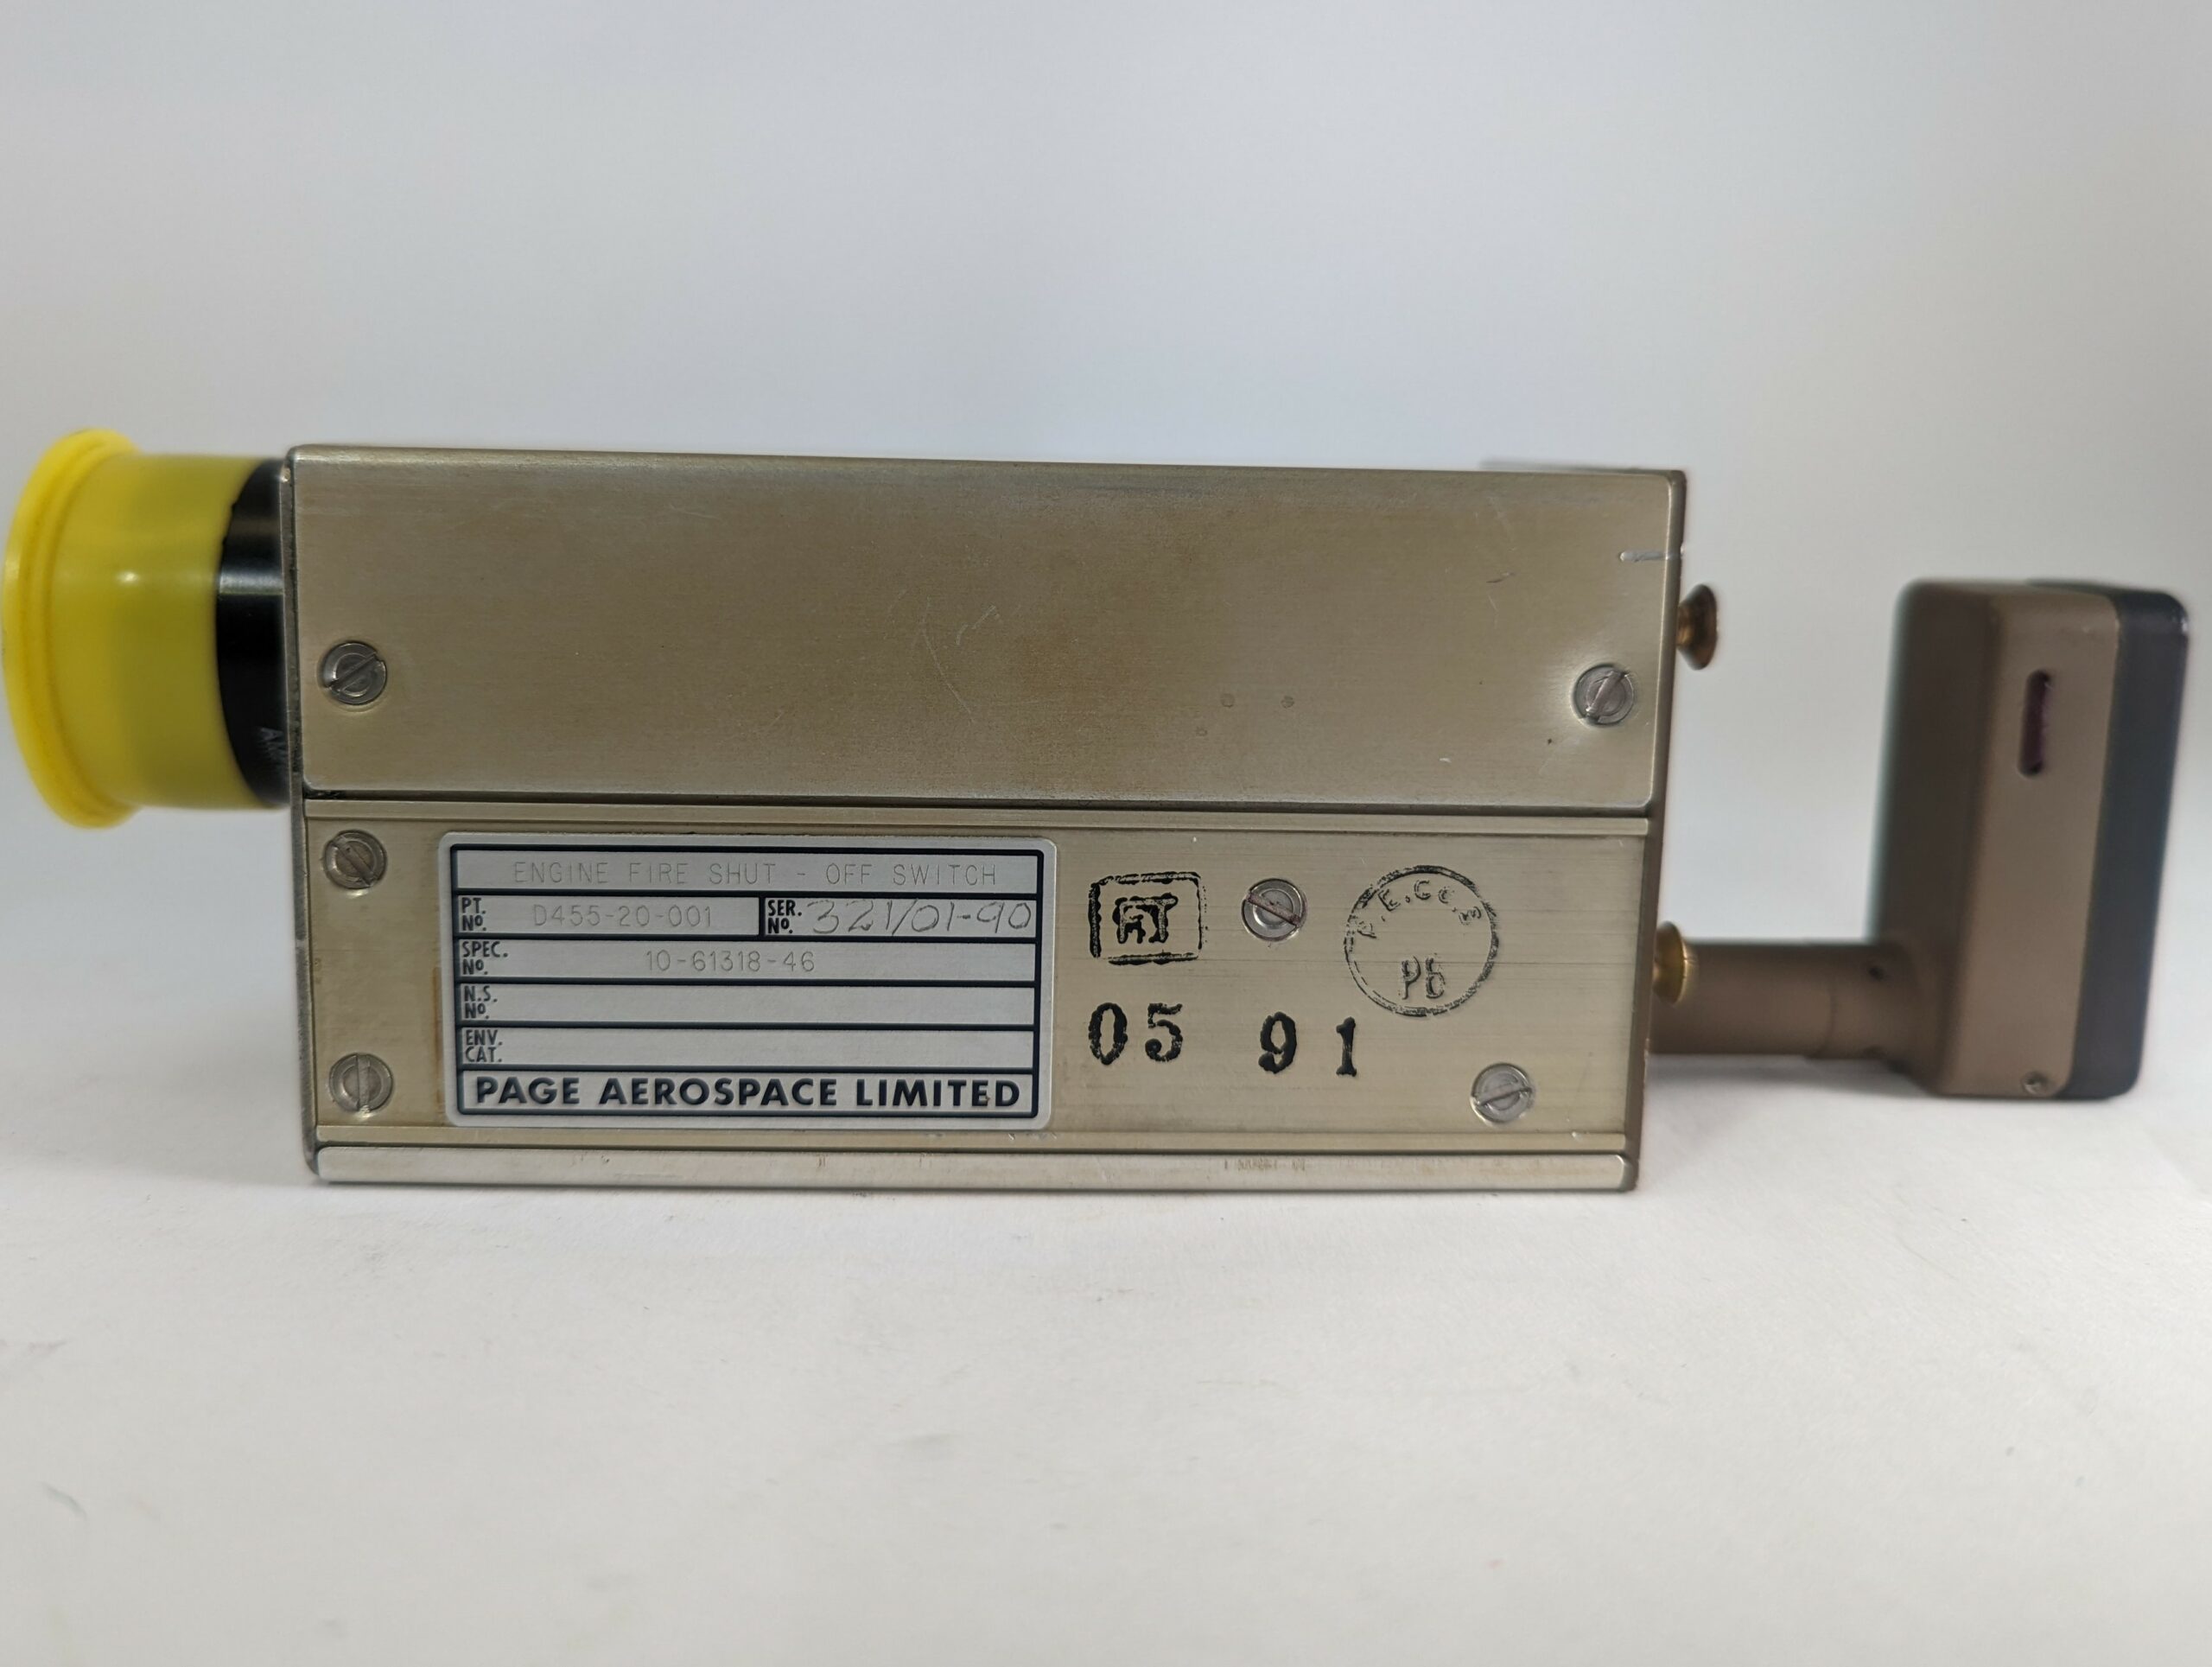 ENGINE FIRE SHUT - OFF SWITCH
PT. NO. D455-20-001 SER. NO. 321/01-90
SPEC. NO. 10-61318-46
N.S. NO.
ENV. CAT.
PAGE AEROSPACE LIMITED
05 91